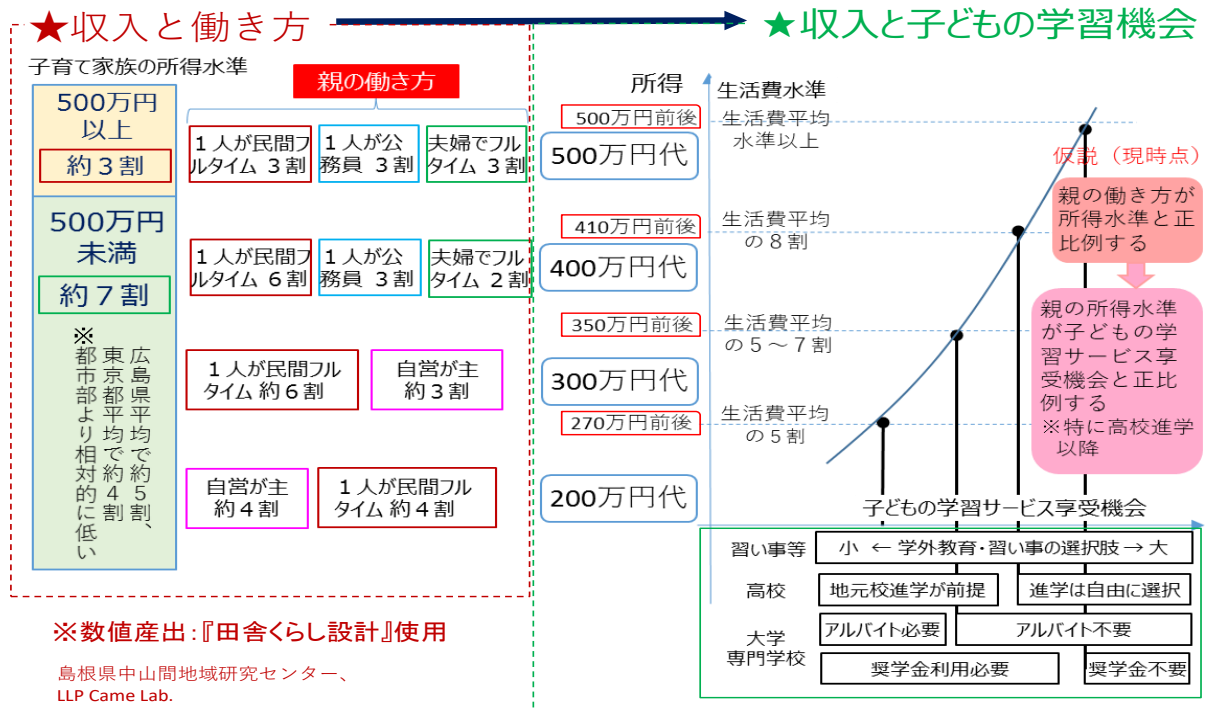 ★収入と働き方
★収入と子どもの学習機会
子育て家族の所得水準
500万円
以上
約３割
500万円
未満
約７割
※
広島県平均で約５割、
東京都平均で約４割
都市部より相対的に低い
親の働き方
１人が民間フ
ルタイム ３割
１人が公
務員 ３割
夫婦でフル
タイム ３割
１人が民間フ
ルタイム ６割
１人が公
務員 ３割
夫婦でフル
タイム ２割
１人が民間フル
タイム 約６割
自営が主
約３割
自営が主
約４割
１人が民間フル
タイム 約４割
※数値産出：『田舎くらし設計』使用
島根県中山間地域研究センター、
LLP Came Lab.
所得
500万円前後
500万円代
410万円前後
400万円代
350万円前後
300万円代
270万円前後
200万円代
生活費水準
生活費平均
水準以上
生活費平均
の８割
生活費平均
の５～７割
生活費平均
の５割
仮説（現時点）
親の働き方が
所得水準と正
比例する
親の所得水準
が子どもの学
習サービス享
受機会と正比
例する
※特に高校進学
以降
子どもの学習サービス享受機会
習い事等
小 ← 学外教育・習い事の選択肢 → 大
高校
地元校進学が前提
進学は自由に選択
大学
専門学校
アルバイト必要
アルバイト不要
奨学金利用必要
奨学金不要